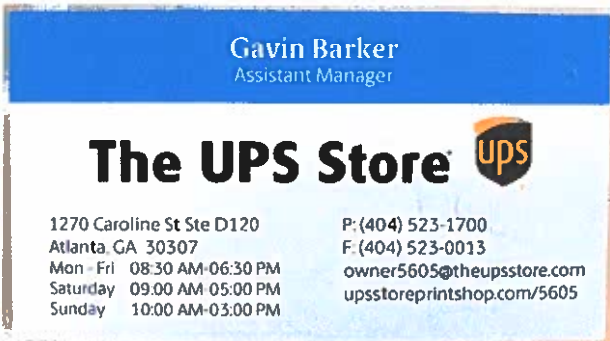 Gavin Barker
Assistant Manager
The UPS Store ups
1270 Caroline St Ste D120
Atlanta, GA 30307
Mon - Fri 08:30 AM-06:30 PM
Saturday 09:00 AM-05:00 PM
Sunday 10:00 AM-03:00 PM
P: (404) 523-1700
F: (404) 523-0013
owner5605@theupsstore.com
upsstoreprintshop.com/5605